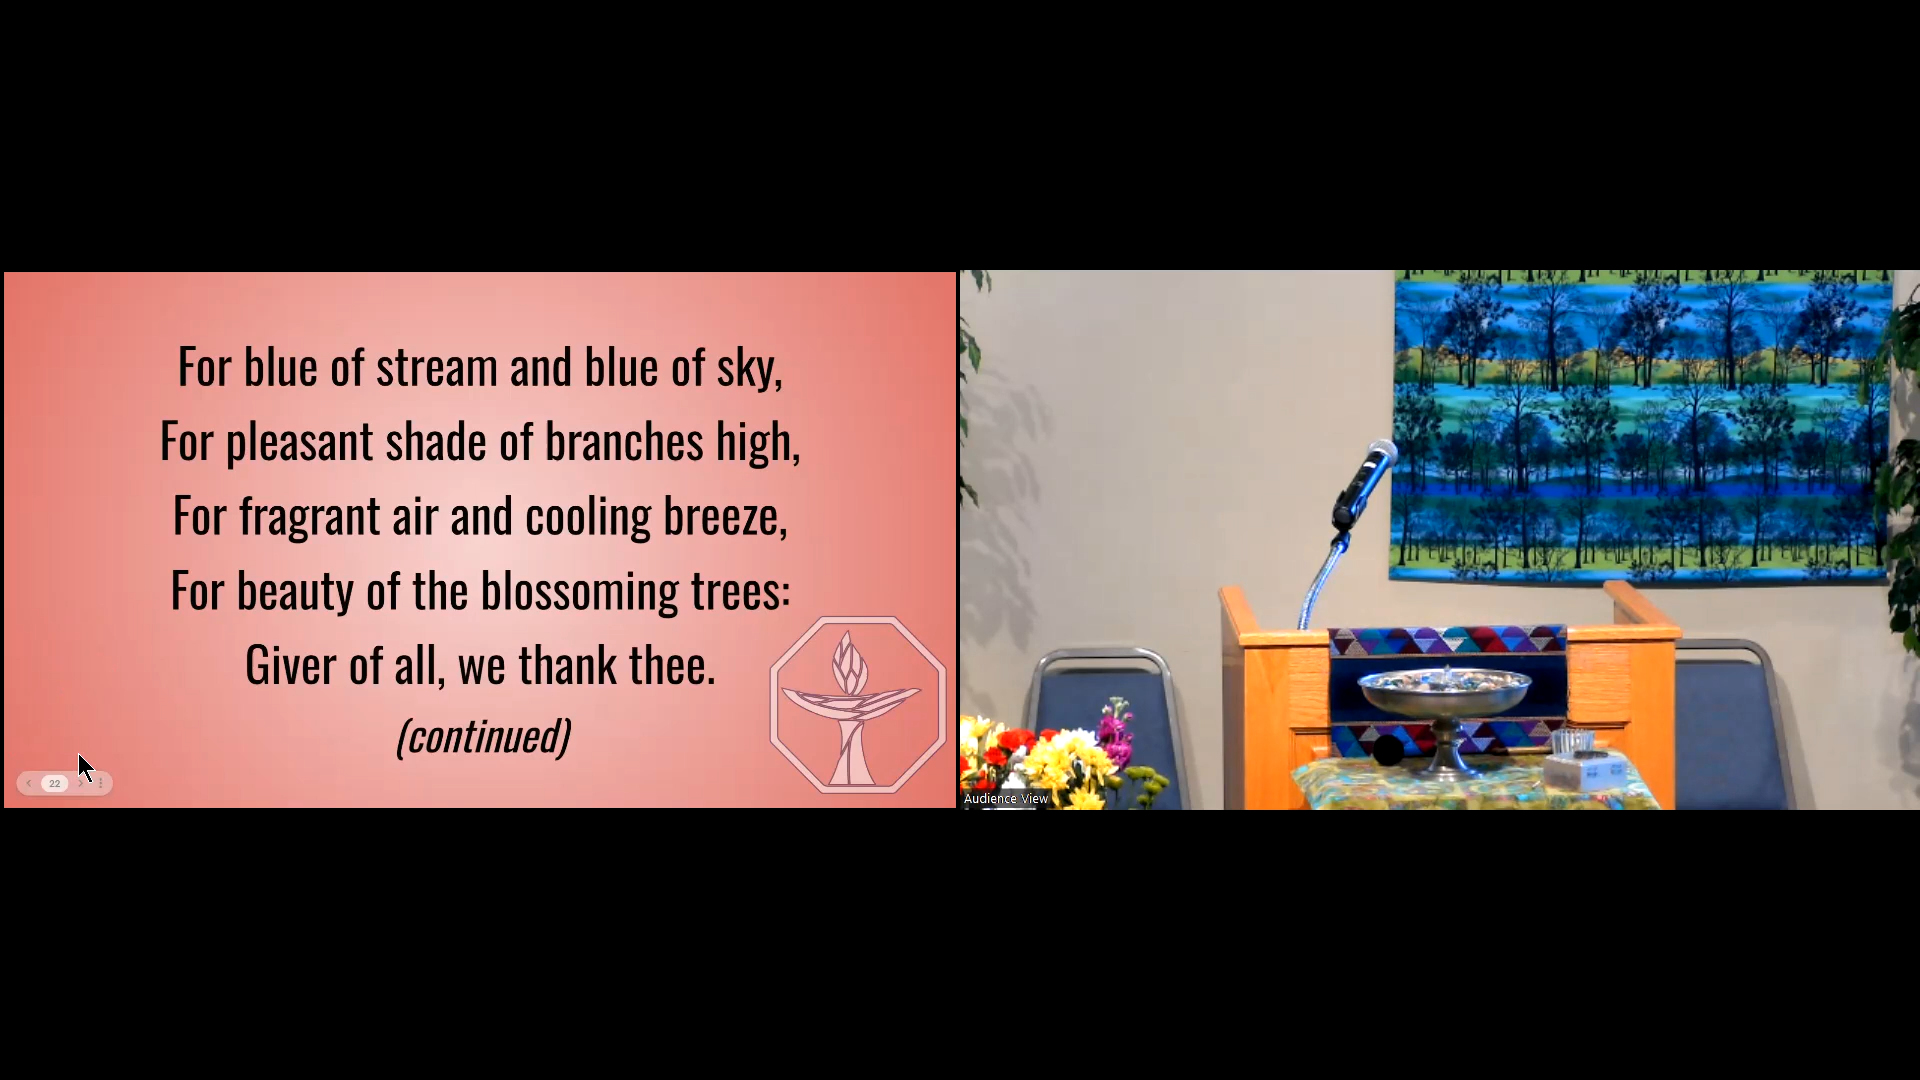 For blue of stream and blue of sky,
For pleasant shade of branches high,
For fragrant air and cooling breeze,
For beauty of the blossoming trees:
Giver of all, we thank thee.
(continued)
22
Audience View